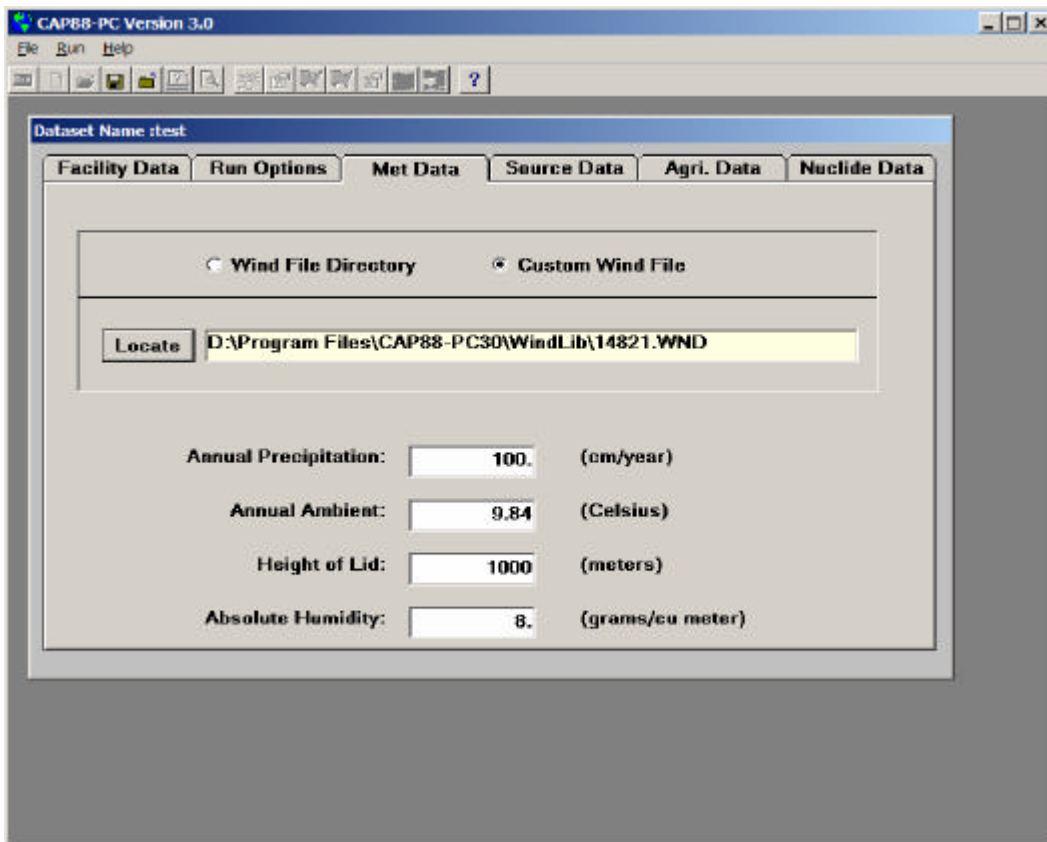 CAP88-PC Version 3.0
File Run Help
?
Dataset Name :test
Facility Data Run Options Met Data Source Data Agri. Data Nuclide Data
Wind File Directory Custom Wind File
Locate D:\Program Files\CAP88-PC30\WindLib\14821.WND
Annual Precipitation: 100. (cm/year)
Annual Ambient: 9.84 (Celsius)
Height of Lid: 1000 (meters)
Absolute Humidity: 8. (grams/cu meter)